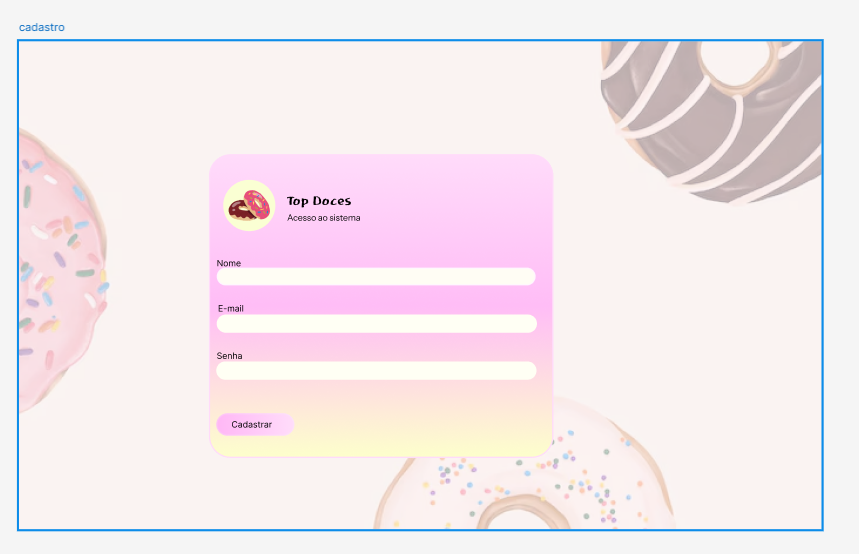 cadastro
Top Doces
Acesso ao sistema
Nome
E-mail
Senha
Cadastrar